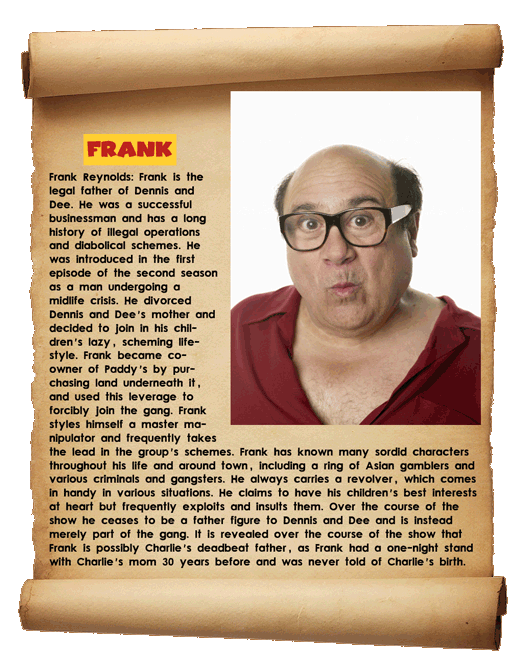 FRANK
Frank Reynolds: Frank is the
legal father of Dennis and
Dee. He was a successful
businessman and has a long
history of illegal operations
and diabolical schemes. He
was introduced in the first
episode of the second season
as a man undergoing a
midlife crisis. He divorced
Dennis and Dee's mother and
decided to join in his chil-
dren's lazy, scheming life-
style. Frank became co-
owner of Paddy's by pur-
chasing land underneath it,
and used this leverage to
forcibly join the gang. Frank
styles himself a master ma-
nipulator and frequently takes
the lead in the group's schemes. Frank has known many sordid characters
throughout his life and around town, including a ring of Asian gamblers and
various criminals and gangsters. He always carries a revolver, which comes
in handy in various situations. He claims to have his children's best interests
at heart but frequently exploits and insults them. Over the course of the
show he ceases to be a father figure to Dennis and Dee and is instead
merely part of the gang. It is revealed over the course of the show that
Frank is possibly Charlie's deadbeat father, as Frank had a one-night stand
with Charlie's mom 30 years before and was never told of Charlie's birth.